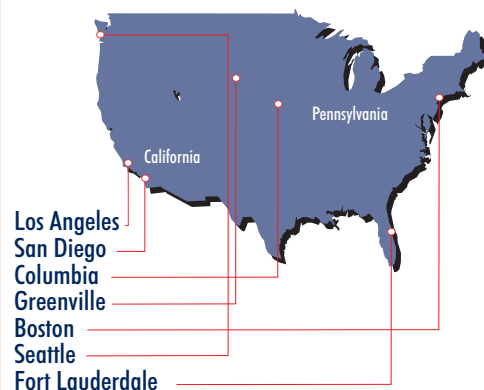 Pennsylvania
California
Los Angeles
San Diego
Columbia
Greenville
Boston
Seattle
Fort Lauderdale